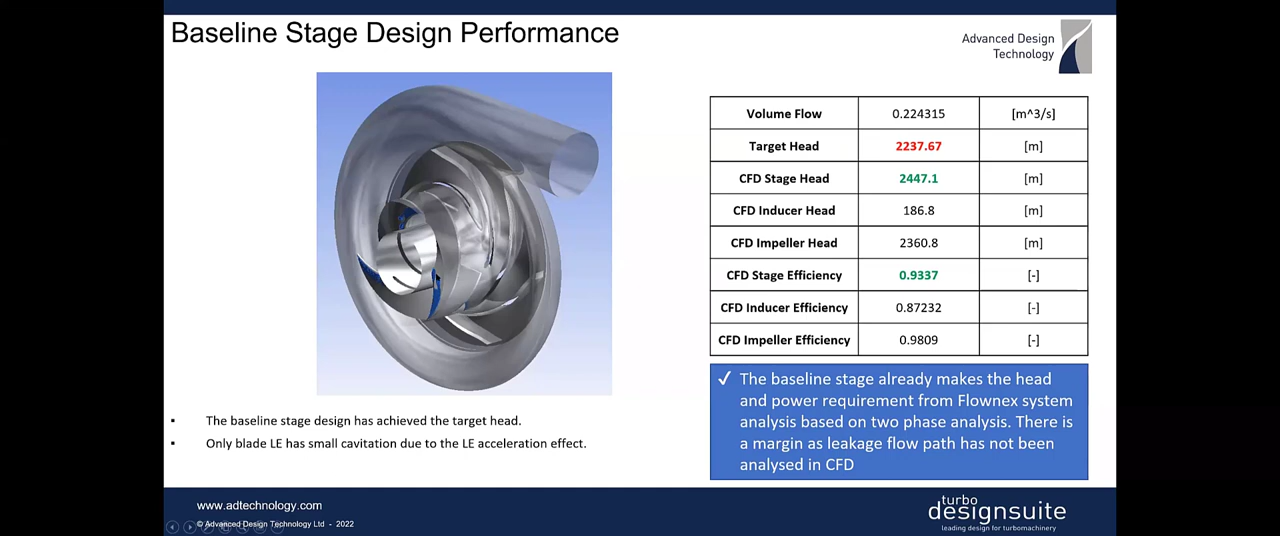 Baseline Stage Design Performance
Advanced Design
Technology
Volume Flow 0.224315 [m^3/s]
Target Head 2237.67 [m]
CFD Stage Head 2447.1 [m]
CFD Inducer Head 186.8 [m]
CFD Impeller Head 2360.8 [m]
CFD Stage Efficiency 0.9337 [-]
CFD Inducer Efficiency 0.87232 [-]
CFD Impeller Efficiency 0.9809 [-]
✓ The baseline stage already makes the head
and power requirement from Flownex system
analysis based on two phase analysis. There is
a margin as leakage flow path has not been
analysed in CFD
▪ The baseline stage design has achieved the target head.
▪ Only blade LE has small cavitation due to the LE acceleration effect.
www.adtechnology.com
© Advanced Design Technology Ltd - 2022
turbo
designsuite
leading design for turbomachinery